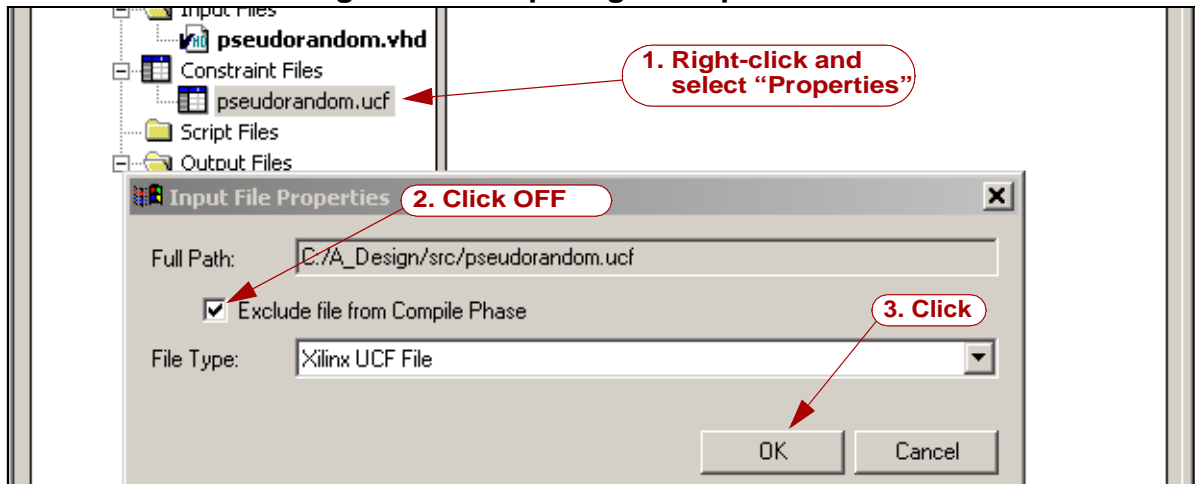 Input Files
pseudorandom.vhd
Constraint Files
1. Right-click and
select “Properties”
pseudorandom.ucf
Script Files
Output Files
Input File Properties
2. Click OFF
Full Path:
C:/A_Design/src/pseudorandom.ucf
Exclude file from Compile Phase
3. Click
File Type:
Xilinx UCF File
OK
Cancel